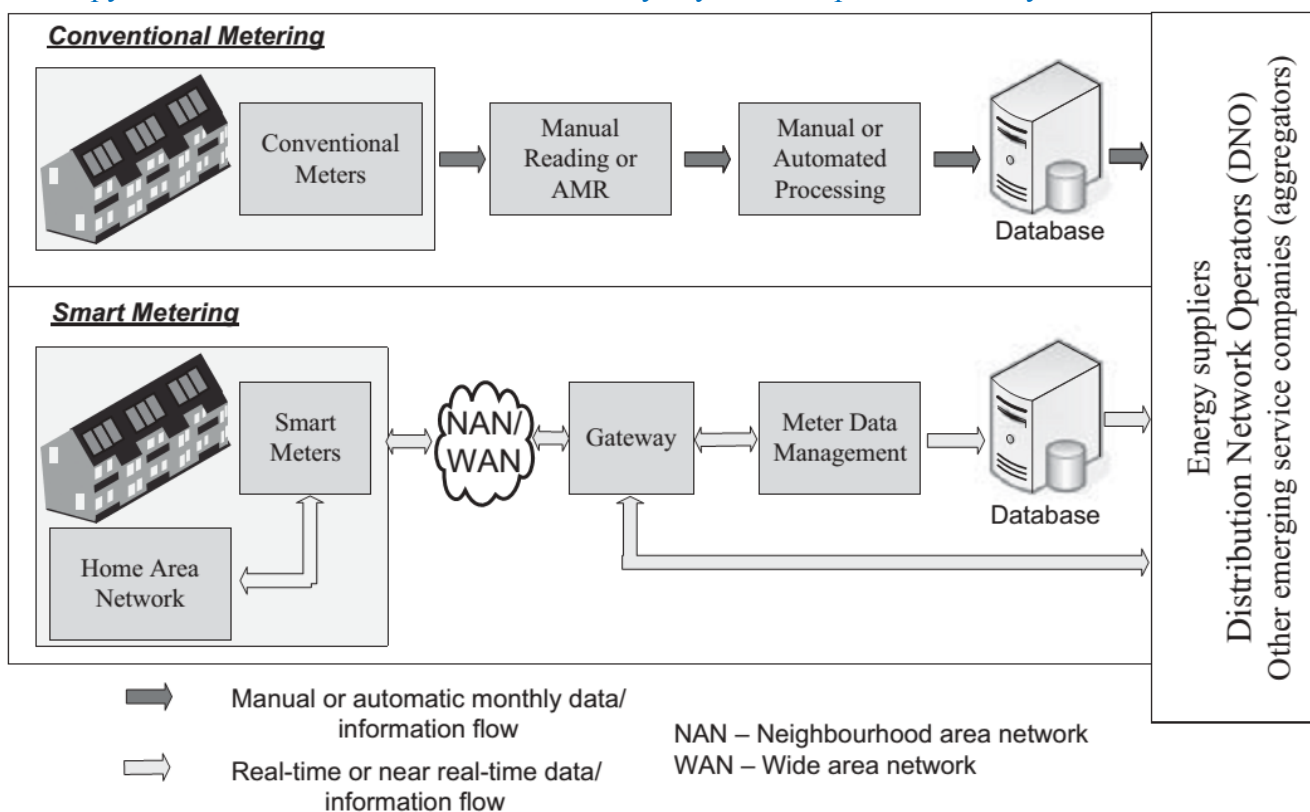 Conventional Metering
Conventional
Meters
Manual
Reading or
AMR
Manual or
Automated
Processing
Database
Smart Metering
Smart
Meters
Home Area
Network
NAN/
WAN
Gateway
Meter Data
Management
Database
Energy suppliers
Distribution Network Operators (DNO)
Other emerging service companies (aggregators)
Manual or automatic monthly data/
information flow
Real-time or near real-time data/
information flow
NAN – Neighbourhood area network
WAN – Wide area network